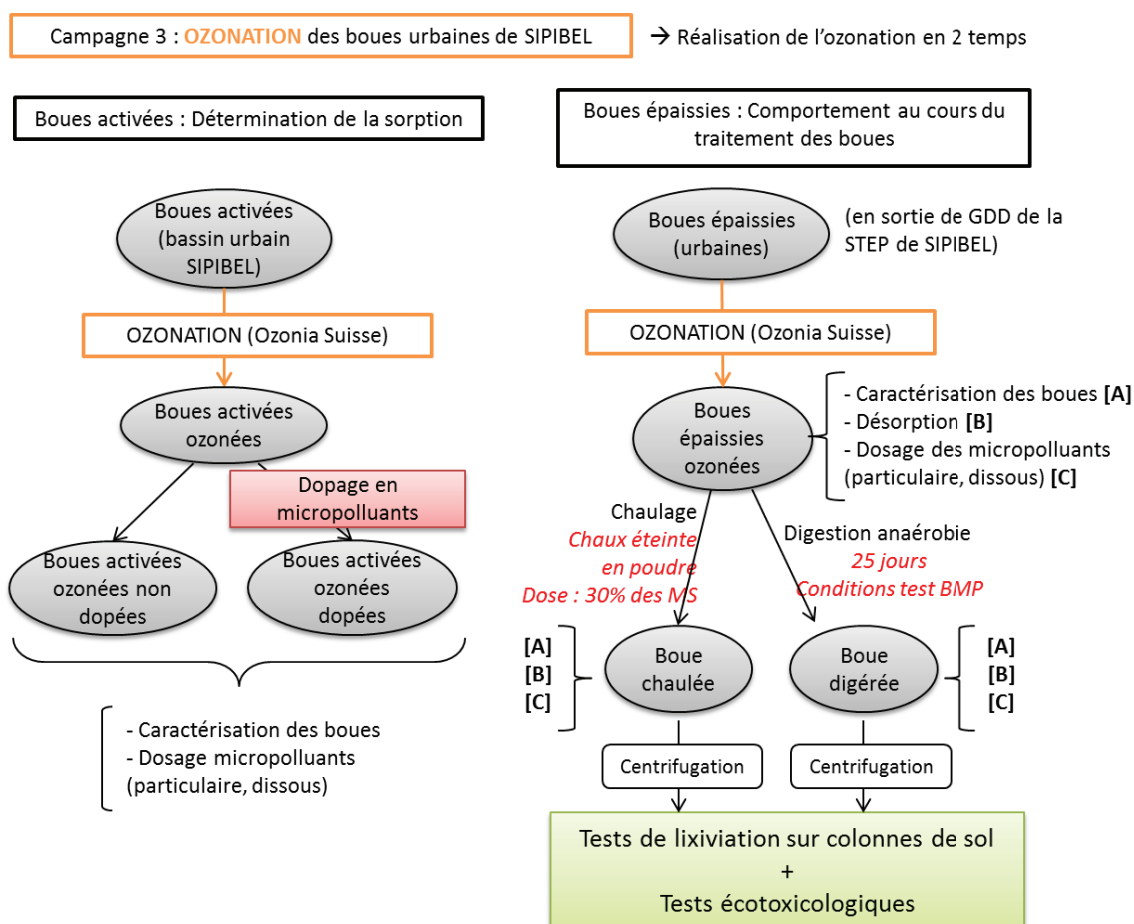 Campagne 3 : OZONATION des boues urbaines de SIPIBEL
→ Réalisation de l'ozonation en 2 temps
Boues activées : Détermination de la sorption
Boues activées
(bassin urbain
SIPIBEL)
OZONATION (Ozonia Suisse)
Boues activées
ozonées
Dopage en
micropolluants
Boues activées
ozonées non
dopées
Boues activées
ozonées
dopées
- Caractérisation des boues
- Dosage micropolluants
(particulaire, dissous)
Boues épaissies : Comportement au cours du
traitement des boues
Boues épaissies
(urbaines)
(en sortie de GDD de la
STEP de SIPIBEL)
OZONATION (Ozonia Suisse)
Boues
épaissies
ozonées
- Caractérisation des boues [A]
- Désorption [B]
- Dosage des micropolluants
(particulaire, dissous) [C]
Chaulage
Chaux éteinte
en poudre
Dose : 30% des MS
Digestion anaérobie
25 jours
Conditions test BMP
[A]
[B]
[C]
Boue
chaulée
Boue
digérée
[A]
[B]
[C]
Centrifugation
Centrifugation
Tests de lixiviation sur colonnes de sol
+
Tests écotoxicologiques